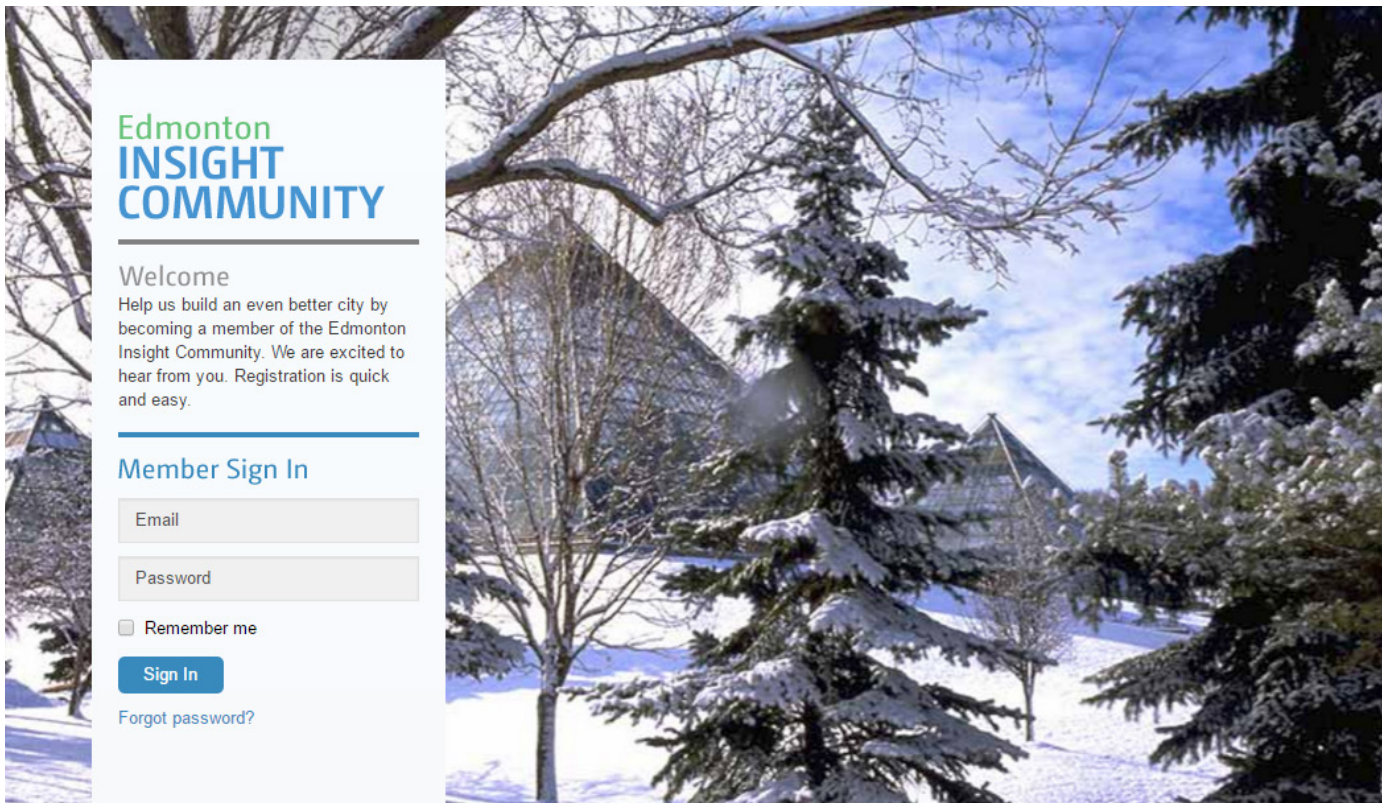 Edmonton
INSIGHT
COMMUNITY
Welcome
Help us build an even better city by
becoming a member of the Edmonton
Insight Community. We are excited to
hear from you. Registration is quick
and easy.
Member Sign In
Email
Password
Remember me
Sign In
Forgot password?